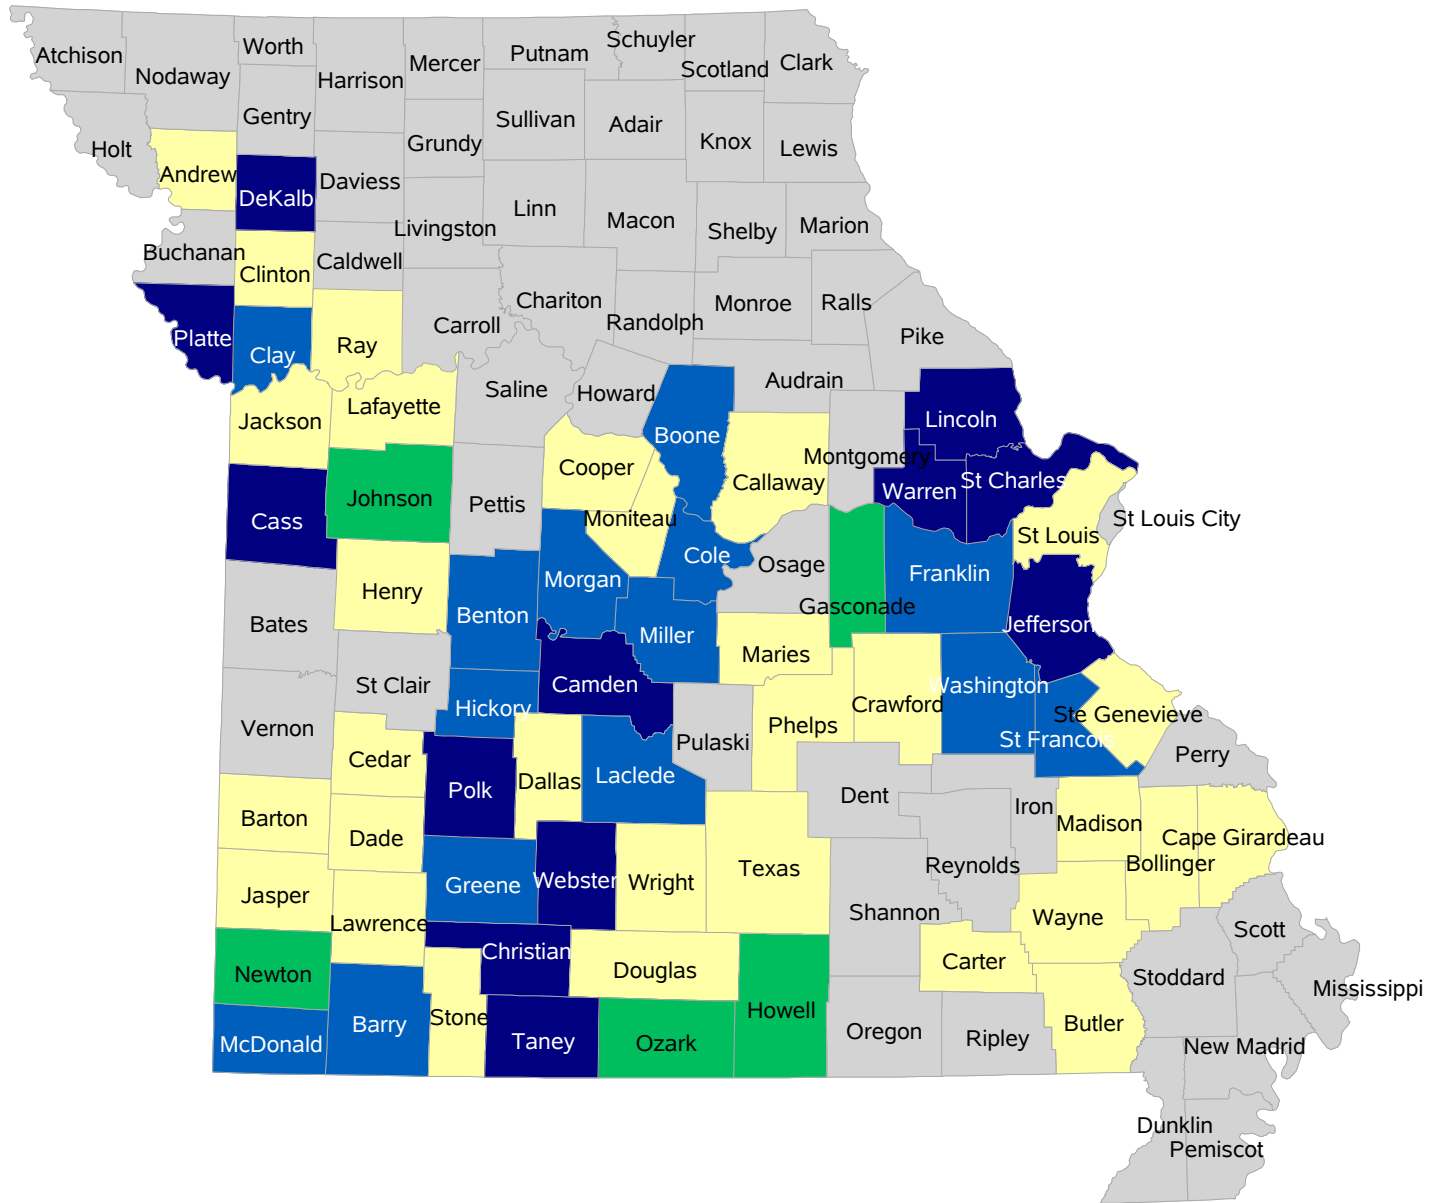 Atchison
Nodaway
Worth
Harrison
Mercer
Putnam
Schuyler
Scotland
Clark
Gentry
Holt
Andrew
DeKalb
Daviess
Grundy
Sullivan
Adair
Knox
Lewis
Livingston
Linn
Macon
Shelby
Marion
Buchanan
Clinton
Caldwell
Chariton
Randolph
Monroe
Ralls
Pike
Platte
Clay
Ray
Carroll
Saline
Howard
Audrain
Jackson
Lafayette
Boone
Lincoln
Cooper
Callaway
Montgomery
Warren
St Charles
Cass
Johnson
Pettis
Moniteau
Cole
Osage
St Louis
St Louis City
Henry
Morgan
Franklin
Gasconade
Bates
Benton
Miller
Maries
Jefferson
St Clair
Hickory
Camden
Washington
Crawford
Phelps
Ste Genevieve
St Francois
Vernon
Pulaski
Perry
Cedar
Polk
Dallas
Laclede
Dent
Iron
Madison
Cape Girardeau
Barton
Dade
Bollinger
Reynolds
Jasper
Greene
Webster
Wright
Texas
Lawrence
Shannon
Wayne
Scott
Newton
Christian
Douglas
Carter
Stoddard
Mississippi
Stone
Howell
McDonald
Barry
Taney
Ozark
Oregon
Ripley
Butler
New Madrid
Dunklin
Pemiscot